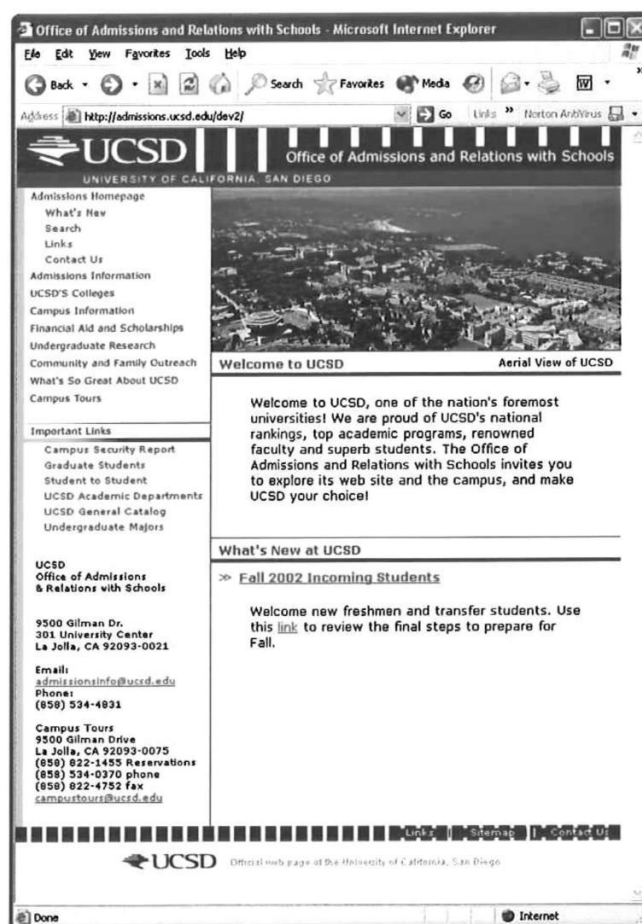 Office of Admissions and Relations with Schools - Microsoft Internet Explorer
File Edit View Favorites Tools Help
Back Search Favorites Media
Address http://admissions.ucsd.edu/dev2/ Go Links » Norton AntiVirus
UCSD
Office of Admissions and Relations with Schools
UNIVERSITY OF CALIFORNIA, SAN DIEGO
Admissions Homepage
What's New
Search
Links
Contact Us
Admissions Information
UCSD'S Colleges
Campus Information
Financial Aid and Scholarships
Undergraduate Research
Community and Family Outreach
What's So Great About UCSD
Campus Tours
Important Links
Campus Security Report
Graduate Students
Student to Student
UCSD Academic Departments
UCSD General Catalog
Undergraduate Majors
UCSD
Office of Admissions
& Relations with Schools
9500 Gilman Dr.
301 University Center
La Jolla, CA 92093-0021
Email:
admissionsinfo@ucsd.edu
Phone:
(858) 534-4831
Campus Tours
9500 Gilman Drive
La Jolla, CA 92093-0075
(858) 822-1455 Reservations
(858) 534-0370 phone
(858) 822-4752 fax
campustours@ucsd.edu
Welcome to UCSD Aerial View of UCSD
Welcome to UCSD, one of the nation's foremost
universities! We are proud of UCSD's national
rankings, top academic programs, renowned
faculty and superb students. The Office of
Admissions and Relations with Schools invites you
to explore its web site and the campus, and make
UCSD your choice!
What's New at UCSD
>> Fall 2002 Incoming Students
Welcome new freshmen and transfer students. Use
this link to review the final steps to prepare for
Fall.
Links | Sitemap | Contact Us
UCSD Official web page of the University of California, San Diego
Done Internet